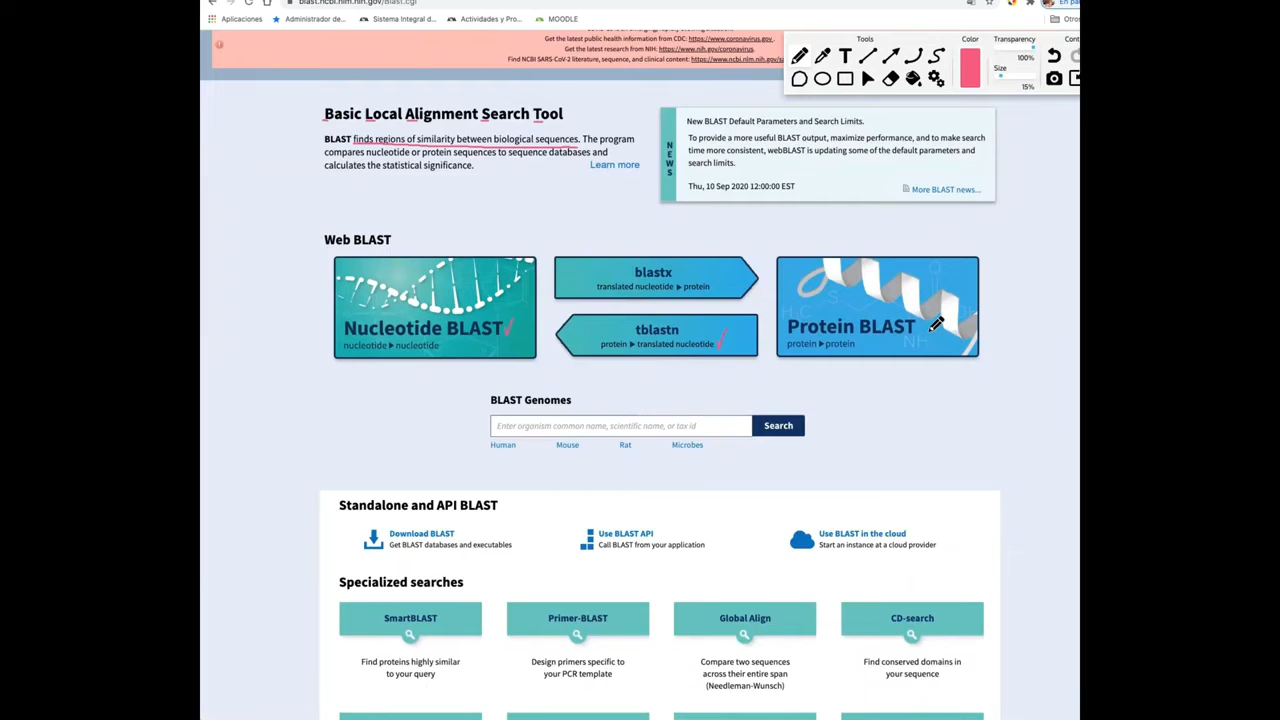 blast.ncbi.nlm.nih.gov/Blast.cgi
Aplicaciones
Administrador de...
Sistema Integral d...
Actividades y Pro...
MOODLE
Otros
Get the latest public health information from CDC: https://www.coronavirus.gov.
Get the latest research from NIH: https://www.nih.gov/coronavirus.
Find NCBI SARS-CoV-2 literature, sequence, and clinical content: https://www.ncbi.nlm.nih.gov/sa
Tools
Color
Transparency
100%
Size
15%
Basic Local Alignment Search Tool
BLAST finds regions of similarity between biological sequences. The program
compares nucleotide or protein sequences to sequence databases and
calculates the statistical significance.
Learn more
NEWS
New BLAST Default Parameters and Search Limits.
To provide a more useful BLAST output, maximize performance, and to make search
time more consistent, webBLAST is updating some of the default parameters and
search limits.
Thu, 10 Sep 2020 12:00:00 EST
More BLAST news...
Web BLAST
Nucleotide BLAST
nucleotide ▶ nucleotide
blastx
translated nucleotide ▶ protein
tblastn
protein ▶ translated nucleotide
Protein BLAST
protein ▶ protein
BLAST Genomes
Enter organism common name, scientific name, or tax id
Search
Human
Mouse
Rat
Microbes
Standalone and API BLAST
Download BLAST
Get BLAST databases and executables
Use BLAST API
Call BLAST from your application
Use BLAST in the cloud
Start an instance at a cloud provider
Specialized searches
SmartBLAST
Find proteins highly similar
to your query
Primer-BLAST
Design primers specific to
your PCR template
Global Align
Compare two sequences
across their entire span
(Needleman-Wunsch)
CD-search
Find conserved domains in
your sequence